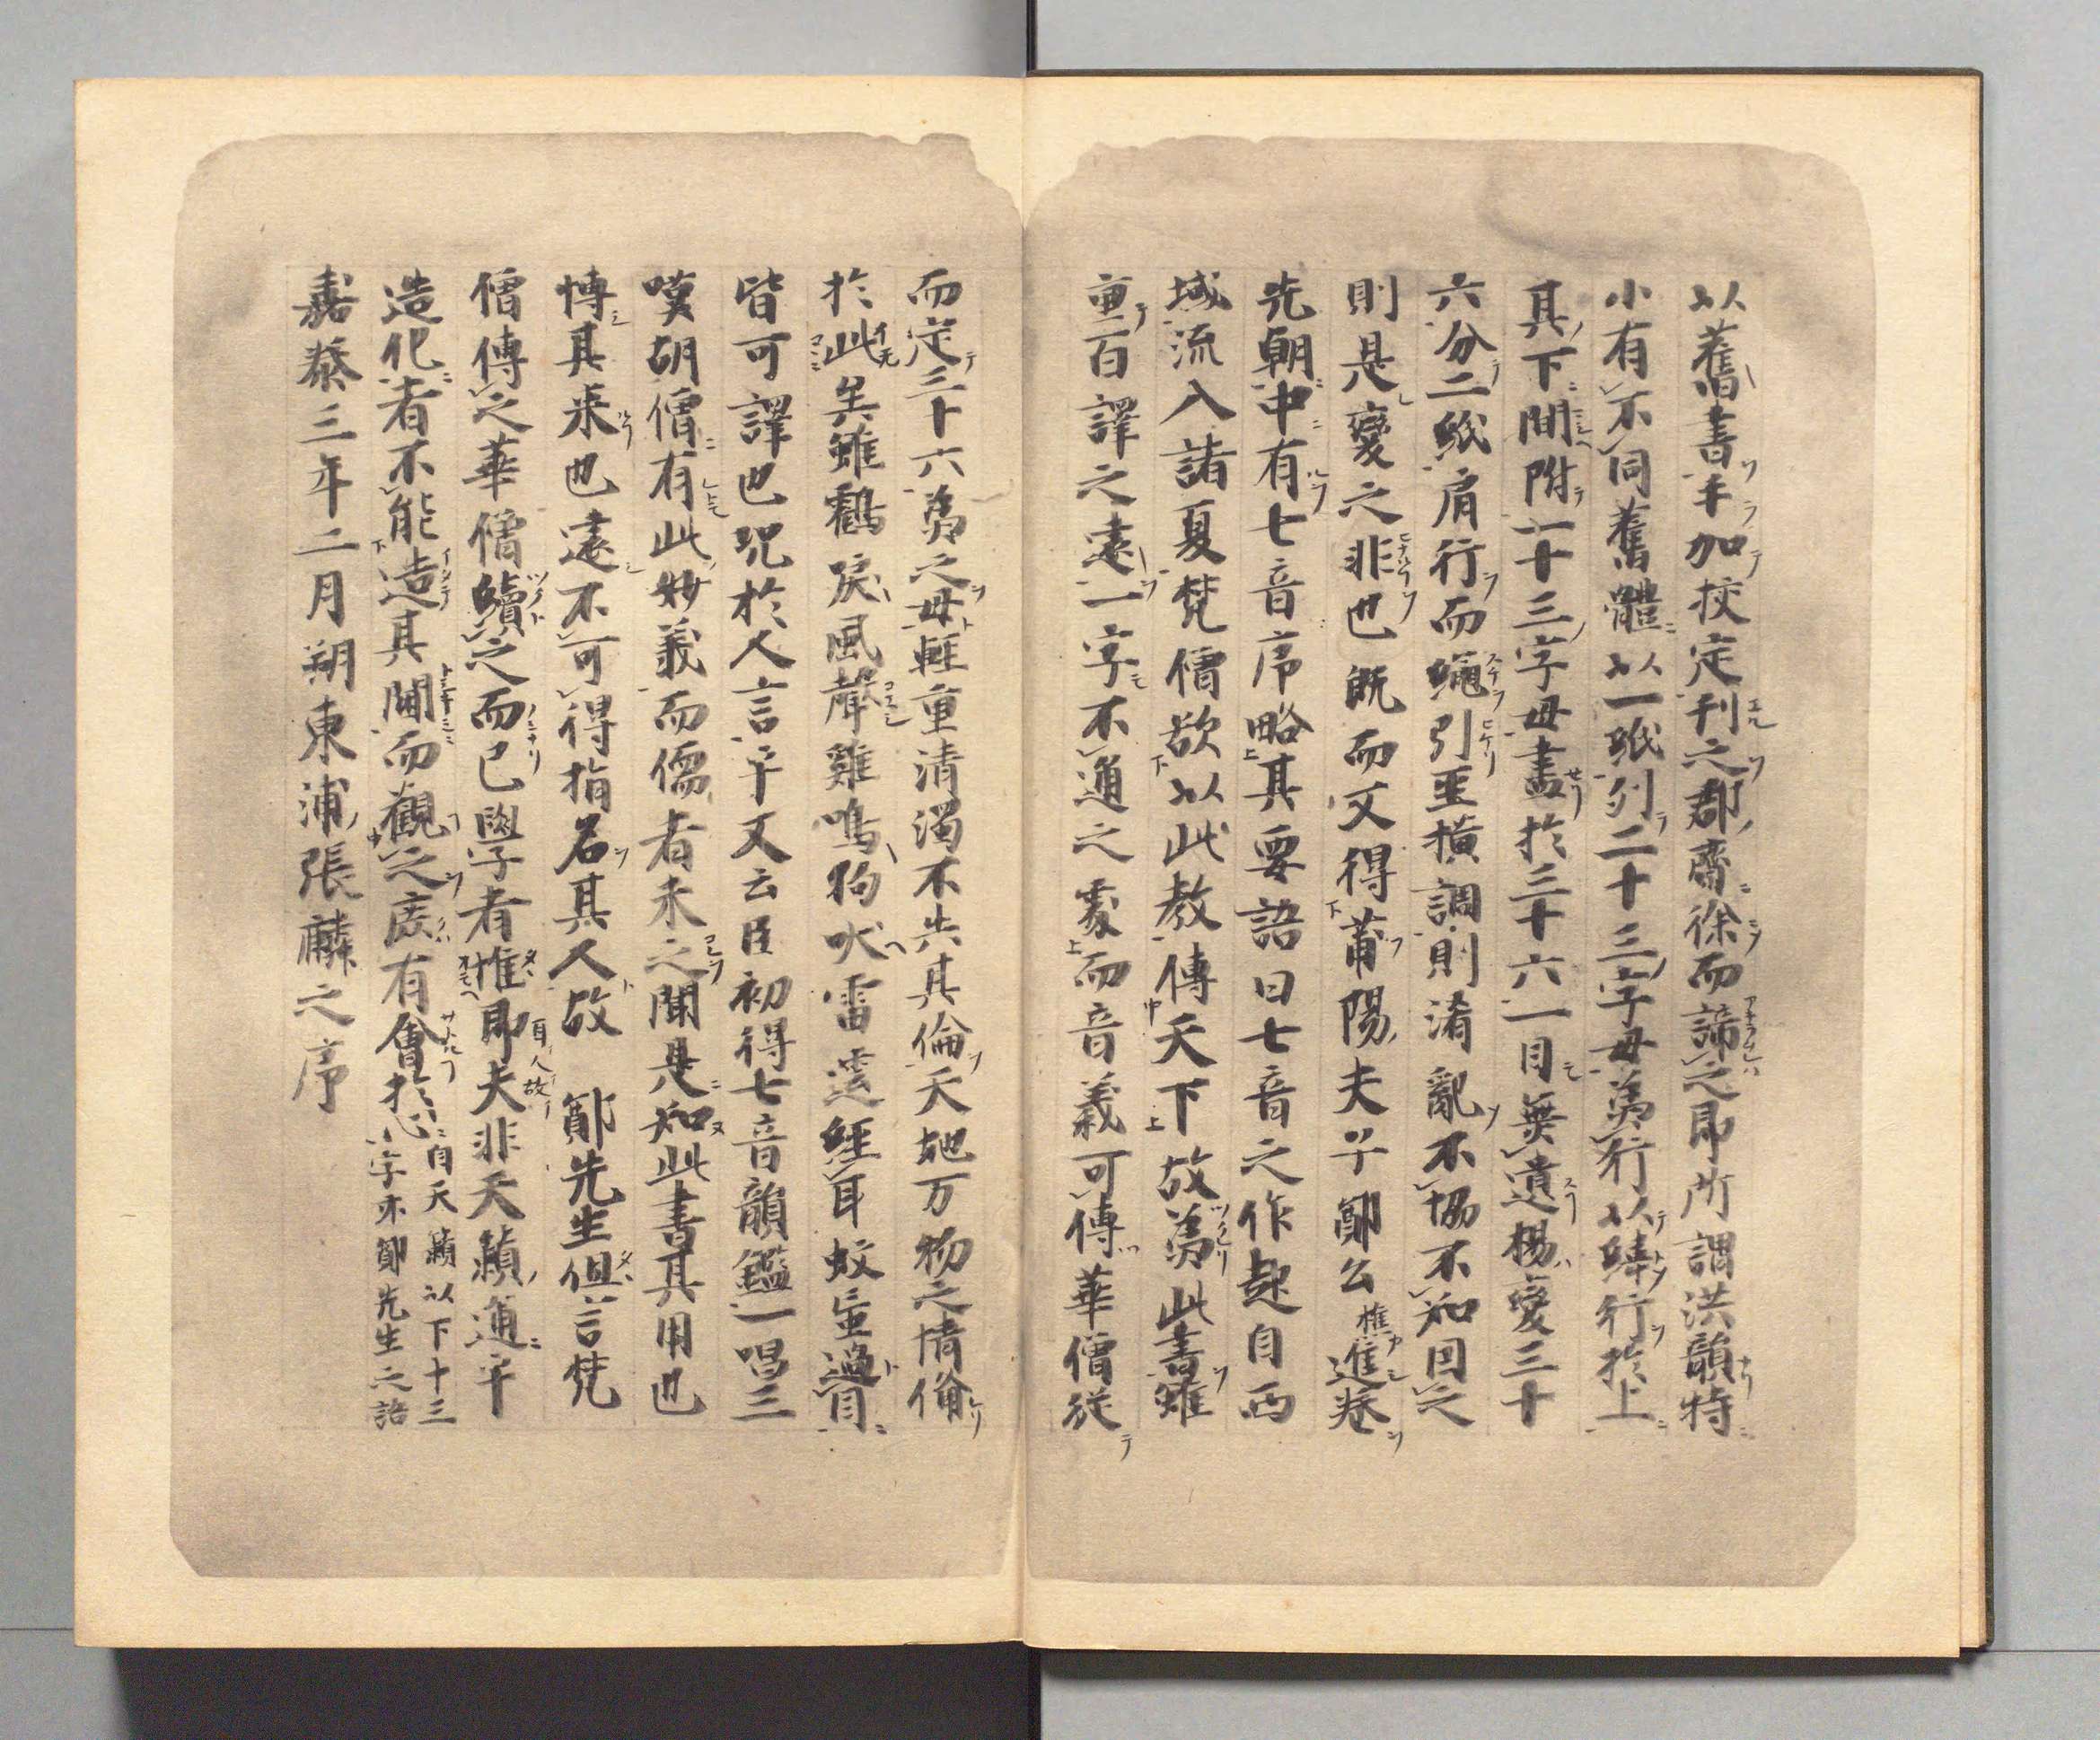 以舊書手加挍定刊之郡齋徐而諦之即所謂洪韻特
小有不同舊體以一紙列二十三字母為行以緯行於上
其下間附一十三字母盡於三十六一目無遺楊變三十
六分二紙肩行而繩引至橫調則淆亂不協不知因之
則是變之非也既而又得莆陽夫子鄭公樵進卷
先朝中有七音序略其要語曰七音之作起自西
域流入諸夏梵僧欲以此教傳天下故為此書雖
重百譯之遠一字不通之處而音義可傳華僧從
而定三十六為之母輕重清濁不失其倫天地万物之情俻
於此矣雖鶴唳風聲雞鳴狗吠雷霆經耳蚊䖟過目
皆可譯也况於人言乎又云臣初得七音韻鑑一唱三
嘆胡僧有此妙義而儒者未之聞是知此書其用也
博其来也遠不可得指名其人故 鄭先生但言梵
僧傳之華僧續之而已學者惟即夫非天籟通乎
造化者不能造其閫而觀之庋有會於心自天籟以下十三
字亦鄭先生之語
嘉泰三年二月朔東浦張麟之序